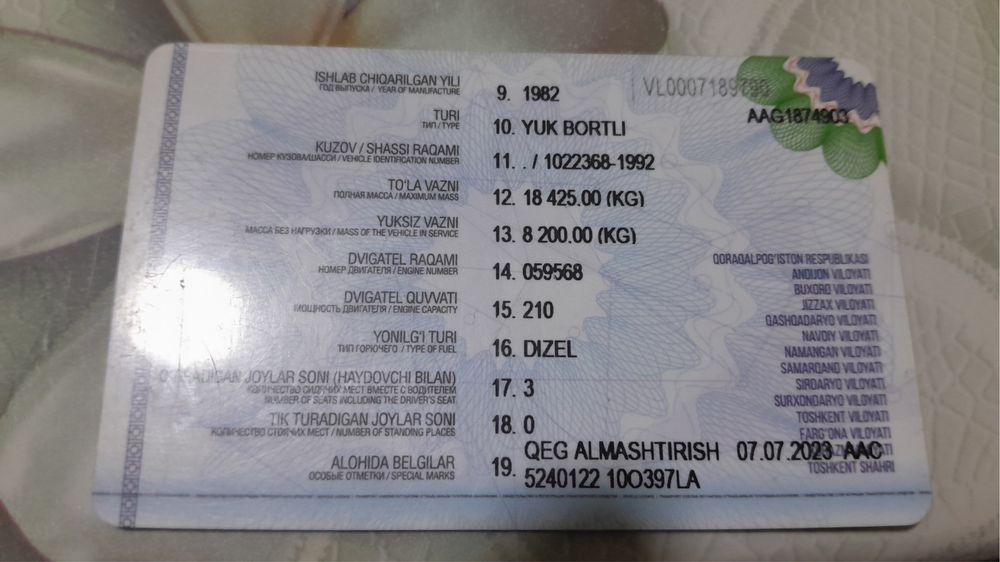 VL0007189700
AAG1874903
ISHLAB CHIQARILGAN YILI
ГОД ВЫПУСКА / YEAR OF MANUFACTURE
9. 1982
TURI
ТИП / TYPE
10. YUK BORTLI
KUZOV / SHASSI RAQAMI
НОМЕР КУЗОВА/ШАССИ / VEHICLE IDENTIFICATION NUMBER
11. . / 1022368-1992
TO'LA VAZNI
ПОЛНАЯ МАССА / MAXIMUM MASS
12. 18 425.00 (KG)
YUKSIZ VAZNI
МАССА БЕЗ НАГРУЗКИ / MASS OF THE VEHICLE IN SERVICE
13. 8 200.00 (KG)
DVIGATEL RAQAMI
НОМЕР ДВИГАТЕЛЯ / ENGINE NUMBER
14. 059568
DVIGATEL QUVVATI
МОЩНОСТЬ ДВИГАТЕЛЯ / ENGINE CAPACITY
15. 210
YONILG'I TURI
ТИП ГОРЮЧЕГО / TYPE OF FUEL
16. DIZEL
JOYLAR SONI (HAYDOVCHI BILAN)
КОЛИЧЕСТВО СИДЯЧИХ МЕСТ ВМЕСТЕ С ВОДИТЕЛЕМ
NUMBER OF SEATS INCLUDING THE DRIVER'S SEAT
17. 3
TIK TURADIGAN JOYLAR SONI
КОЛИЧЕСТВО СТОЯЧИХ МЕСТ / NUMBER OF STANDING PLACES
18. 0
ALOHIDA BELGILAR
ОСОБЫЕ ОТМЕТКИ / SPECIAL MARKS
19. QEG ALMASHTIRISH 07.07.2023 AAC
5240122 10O397LA
QORAQALPOG'ISTON RESPUBLIKASI
ANDIJON VILOYATI
BUXORO VILOYATI
JIZZAX VILOYATI
QASHQADARYO VILOYATI
NAVOIY VILOYATI
NAMANGAN VILOYATI
SAMARQAND VILOYATI
SIRDARYO VILOYATI
SURXONDARYO VILOYATI
TOSHKENT VILOYATI
FARG'ONA VILOYATI
TOSHKENT SHAHRI